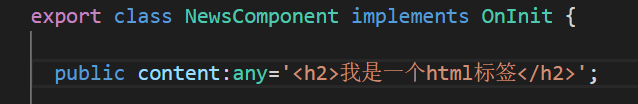 export class NewsComponent implements OnInit {
public content:any='<h2>我是一个html标签</h2>';